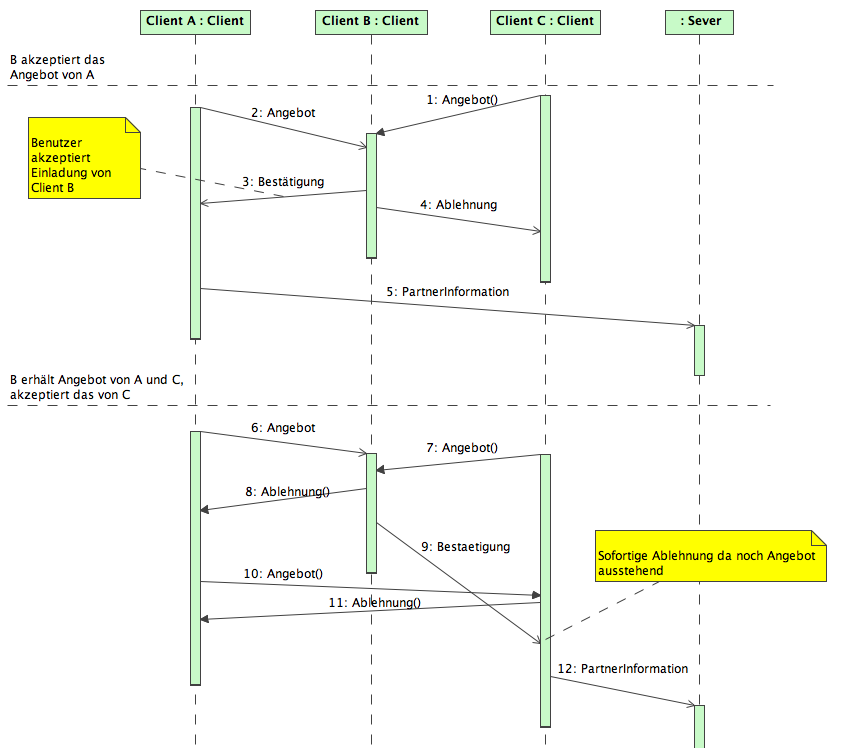 Client A : Client
Client B : Client
Client C : Client
: Sever
B akzeptiert das
Angebot von A
1: Angebot()
2: Angebot
Benutzer
akzeptiert
Einladung von
Client B
3: Bestätigung
4: Ablehnung
5: PartnerInformation
B erhält Angebot von A und C,
akzeptiert das von C
6: Angebot
7: Angebot()
8: Ablehnung()
9: Bestaetigung
Sofortige Ablehnung da noch Angebot
ausstehend
10: Angebot()
11: Ablehnung()
12: PartnerInformation